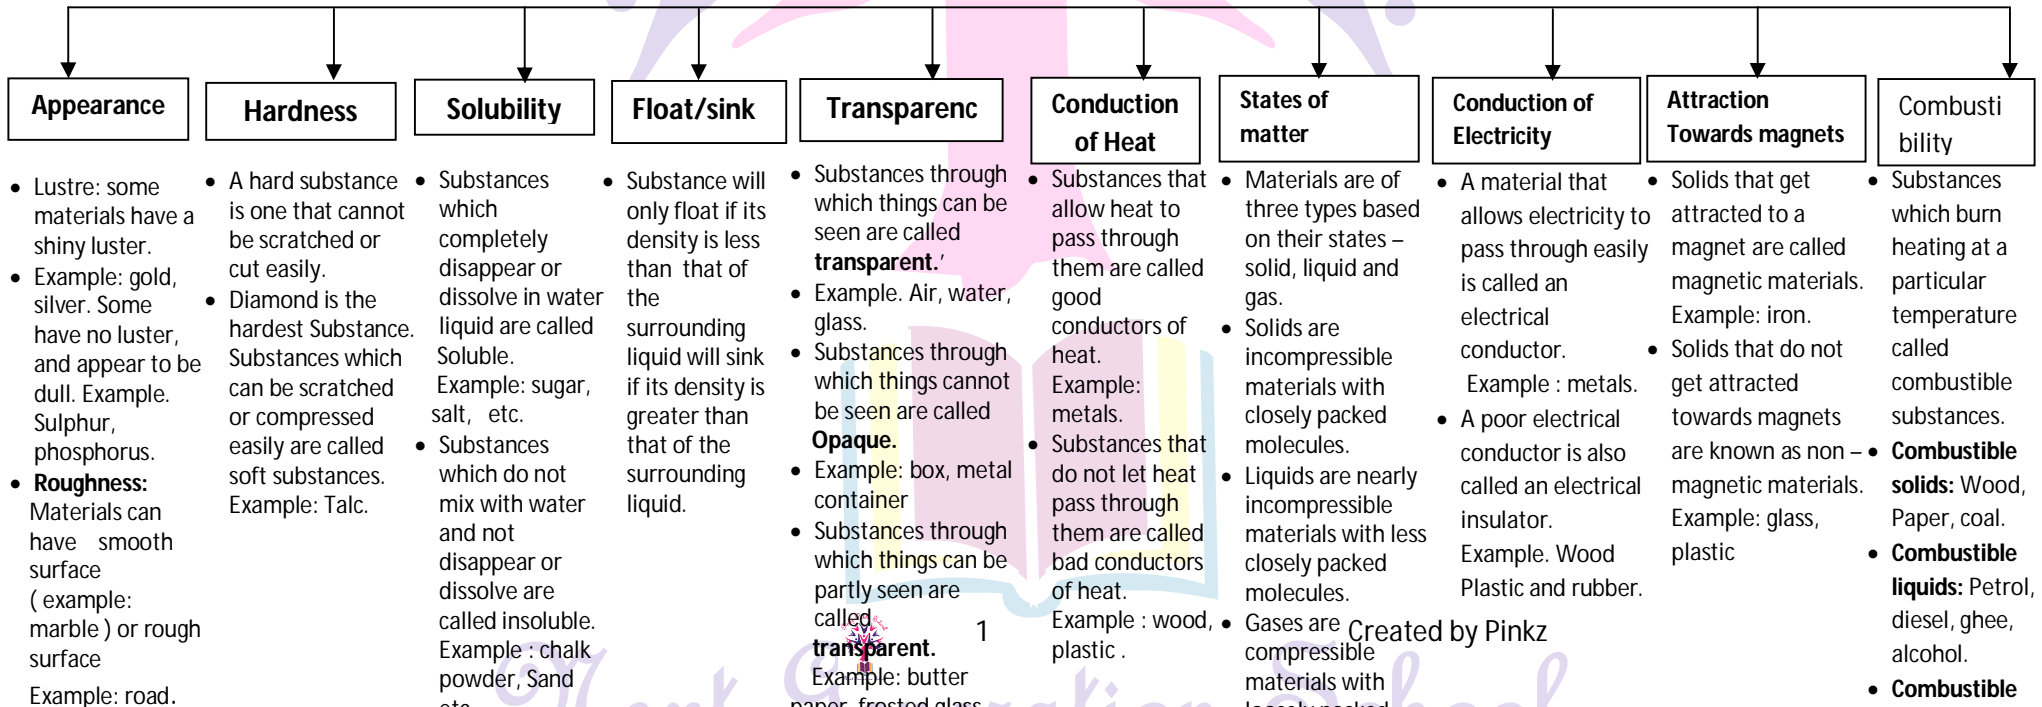 Appearance
• Lustre: some
materials have a
shiny luster.
• Example: gold,
silver. Some
have no luster,
and appear to be
dull. Example.
Sulphur,
phosphorus.
• Roughness:
Materials can
have smooth
surface
( example:
marble ) or rough
surface
Example: road.
Hardness
• A hard substance
is one that cannot
be scratched or
cut easily.
• Diamond is the
hardest Substance.
Substances which
can be scratched
or compressed
easily are called
soft substances.
Example: Talc.
Solubility
• Substances
which
completely
disappear or
dissolve in water
liquid are called
Soluble.
Example: sugar,
salt, etc.
• Substances
which do not
mix with water
and not
disappear or
dissolve are
called insoluble.
Example : chalk
powder, Sand
etc
Float/sink
• Substance will
only float if its
density is less
than that of
the
surrounding
liquid will sink
if its density is
greater than
that of the
surrounding
liquid.
Transparenc
• Substances through
which things can be
seen are called
transparent.’
• Example. Air, water,
glass.
• Substances through
which things cannot
be seen are called
Opaque.
• Example: box, metal
container
• Substances through
which things can be
partly seen are
called
transparent.
Example: butter
paper, frosted glass
Conduction
of Heat
• Substances that
allow heat to
pass through
them are called
good
conductors of
heat.
Example:
metals.
• Substances that
do not let heat
pass through
them are called
bad conductors
of heat.
Example : wood,
plastic .
States of
matter
• Materials are of
three types based
on their states –
solid, liquid and
gas.
• Solids are
incompressible
materials with
closely packed
molecules.
• Liquids are nearly
incompressible
materials with less
closely packed
molecules.
• Gases are
compressible
materials with
loosely packed
Conduction of
Electricity
• A material that
allows electricity to
pass through easily
is called an
electrical
conductor.
Example : metals.
• A poor electrical
conductor is also
called an electrical
insulator.
Example. Wood
Plastic and rubber.
Attraction
Towards magnets
• Solids that get
attracted to a
magnet are called
magnetic materials.
Example: iron.
• Solids that do not
get attracted
towards magnets
are known as non –
magnetic materials.
Example: glass,
plastic
Combusti
bility
• Substances
which burn
heating at a
particular
temperature
called
combustible
substances.
• Combustible
solids: Wood,
Paper, coal.
• Combustible
liquids: Petrol,
diesel, ghee,
alcohol.
• Combustible
1
Created by Pinkz